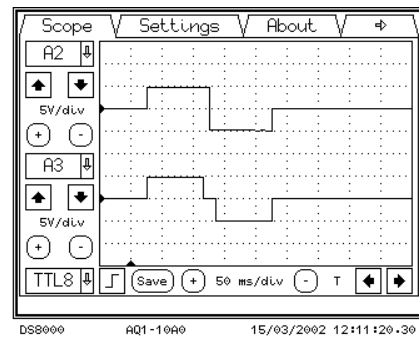 Scope Settings About
A2
5V/div
+ -
A3
5V/div
+ -
TTL8 Save + 50 ms/div - T
DS8000 AQ1-10A0 15/03/2002 12:11:20.30